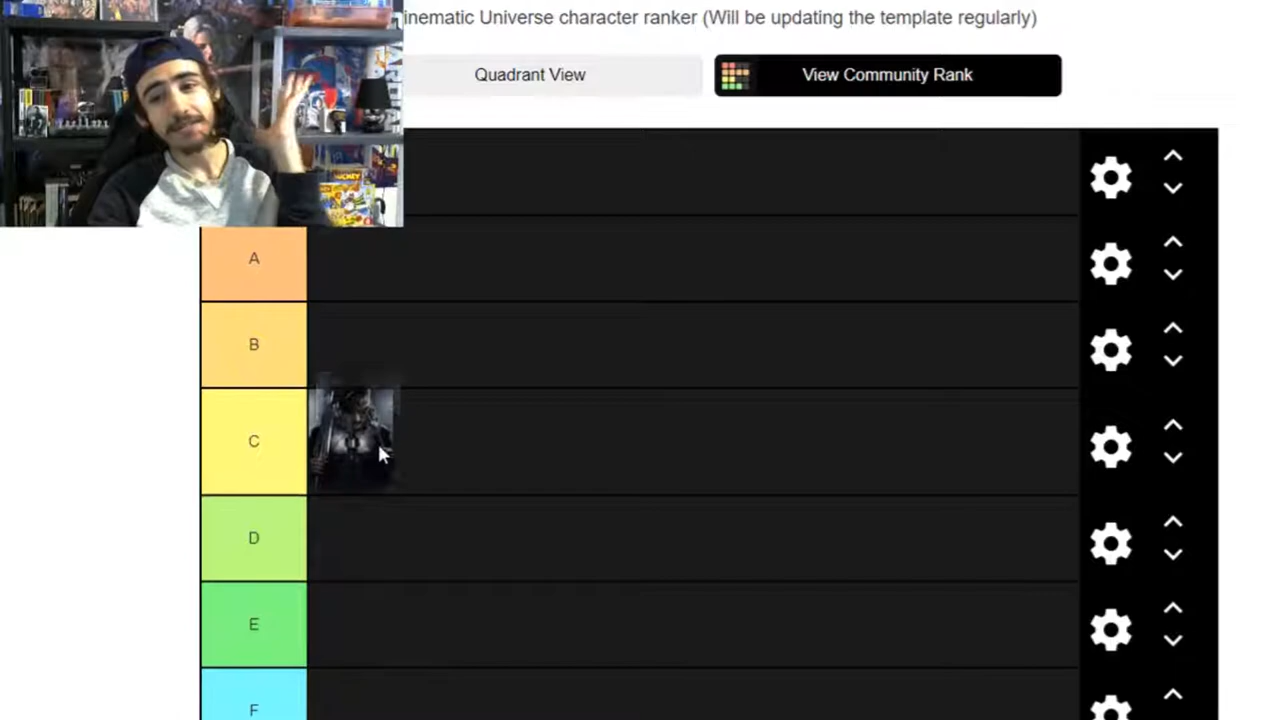 inematic Universe character ranker (Will be updating the template regularly)
Quadrant View
View Community Rank
A
B
C
D
E
F